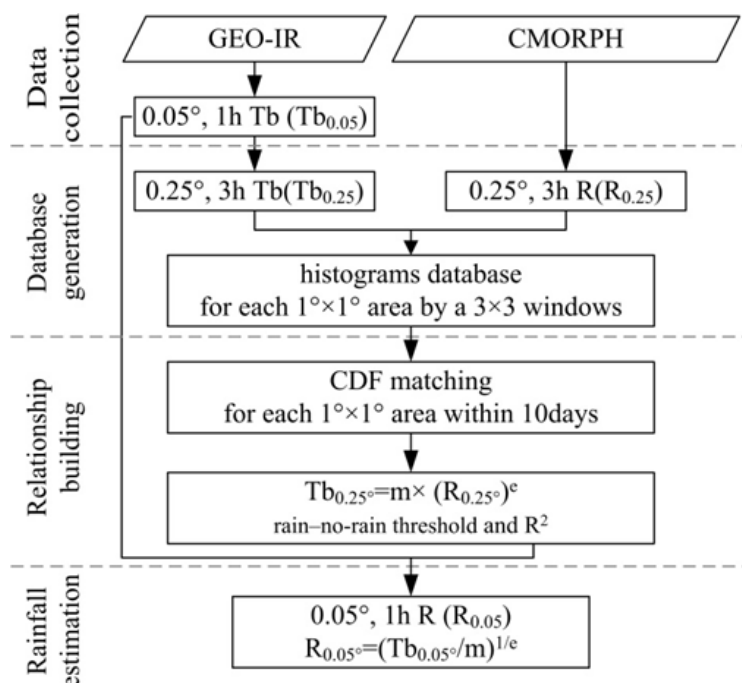 Data
collection
GEO-IR
CMORPH
0.05°, 1h Tb (Tb0.05)
Database
generation
0.25°, 3h Tb(Tb0.25)
0.25°, 3h R(R0.25)
histograms database
for each 1°×1° area by a 3×3 windows
Relationship
building
CDF matching
for each 1°×1° area within 10days
Tb0.25°=m× (R0.25°)e
rain–no-rain threshold and R2
Rainfall
estimation
0.05°, 1h R (R0.05)
R0.05°=(Tb0.05°/m)1/e